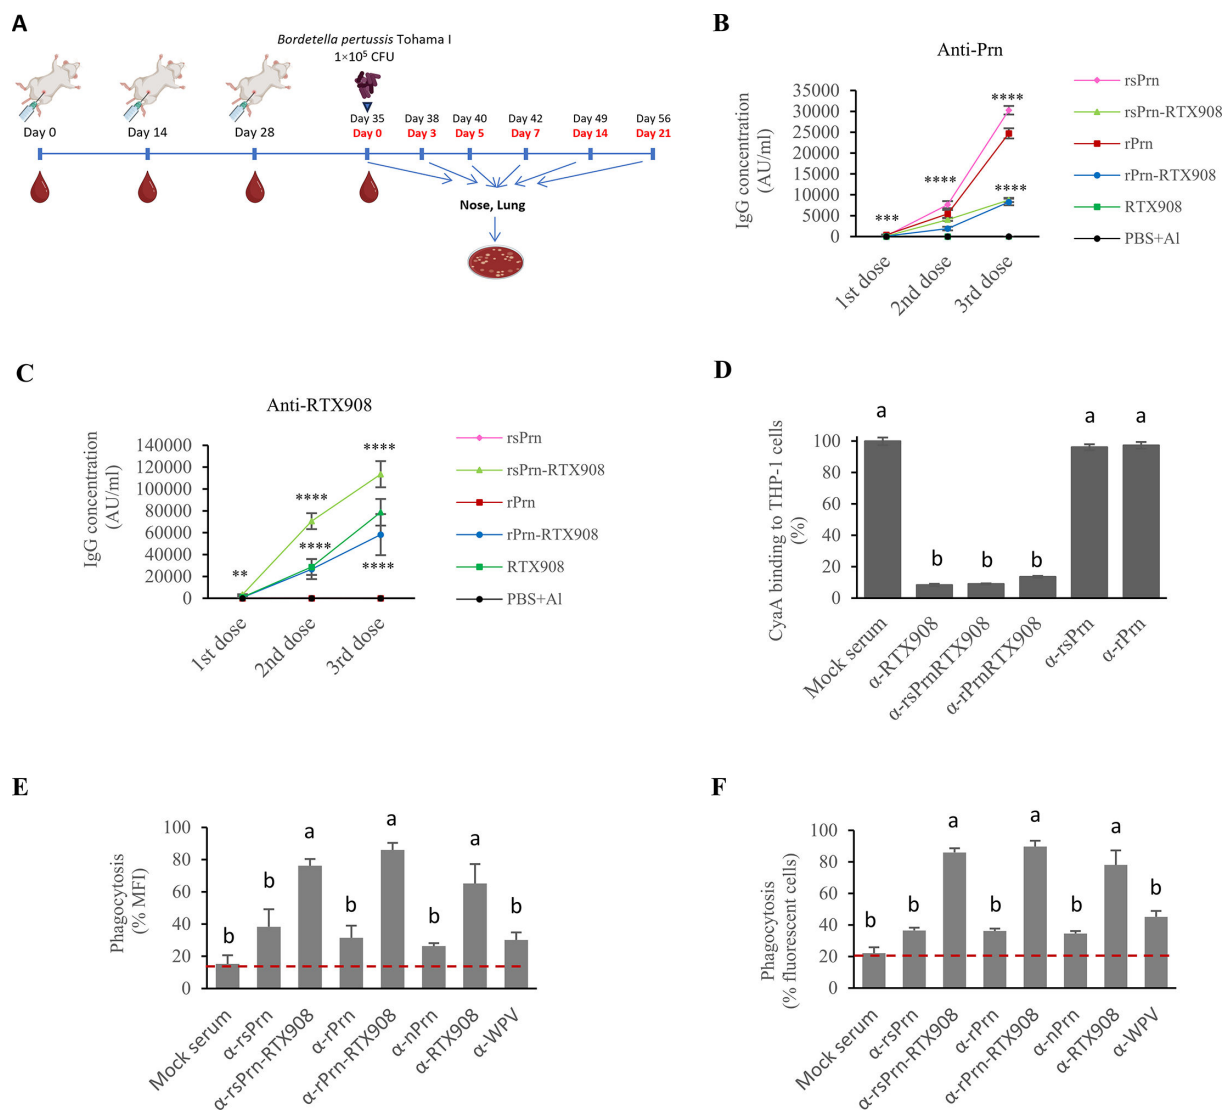 A
Bordetella pertussis Tohama I
1×10⁵ CFU
Day 0
Day 14
Day 28
Day 35
Day 38
Day 40
Day 42
Day 49
Day 56
Day 0
Day 3
Day 5
Day 7
Day 14
Day 21
Nose, Lung
B
Anti-Prn
IgG concentration
(AU/ml)
35000
30000
25000
20000
15000
10000
5000
0
***
****
****
****
1st dose
2nd dose
3rd dose
rsPrn
rsPrn-RTX908
rPrn
rPrn-RTX908
RTX908
PBS+Al
C
Anti-RTX908
IgG concentration
(AU/ml)
140000
120000
100000
80000
60000
40000
20000
0
**
****
****
****
****
1st dose
2nd dose
3rd dose
rsPrn
rsPrn-RTX908
rPrn
rPrn-RTX908
RTX908
PBS+Al
D
CyaA binding to THP-1 cells
(%)
100
80
60
40
20
0
a
b
b
b
a
a
Mock serum
α-RTX908
α-rsPrnRTX908
α-rPrnRTX908
α-rsPrn
α-rPrn
E
Phagocytosis
(% MFI)
100
80
60
40
20
0
b
b
a
b
a
b
a
b
Mock serum
α-rsPrn
α-rsPrn-RTX908
α-rPrn
α-rPrn-RTX908
α-nPrn
α-RTX908
α-WPV
F
Phagocytosis
(% fluorescent cells)
100
80
60
40
20
0
b
b
a
b
a
b
a
b
Mock serum
α-rsPrn
α-rsPrn-RTX908
α-rPrn
α-rPrn-RTX908
α-nPrn
α-RTX908
α-WPV